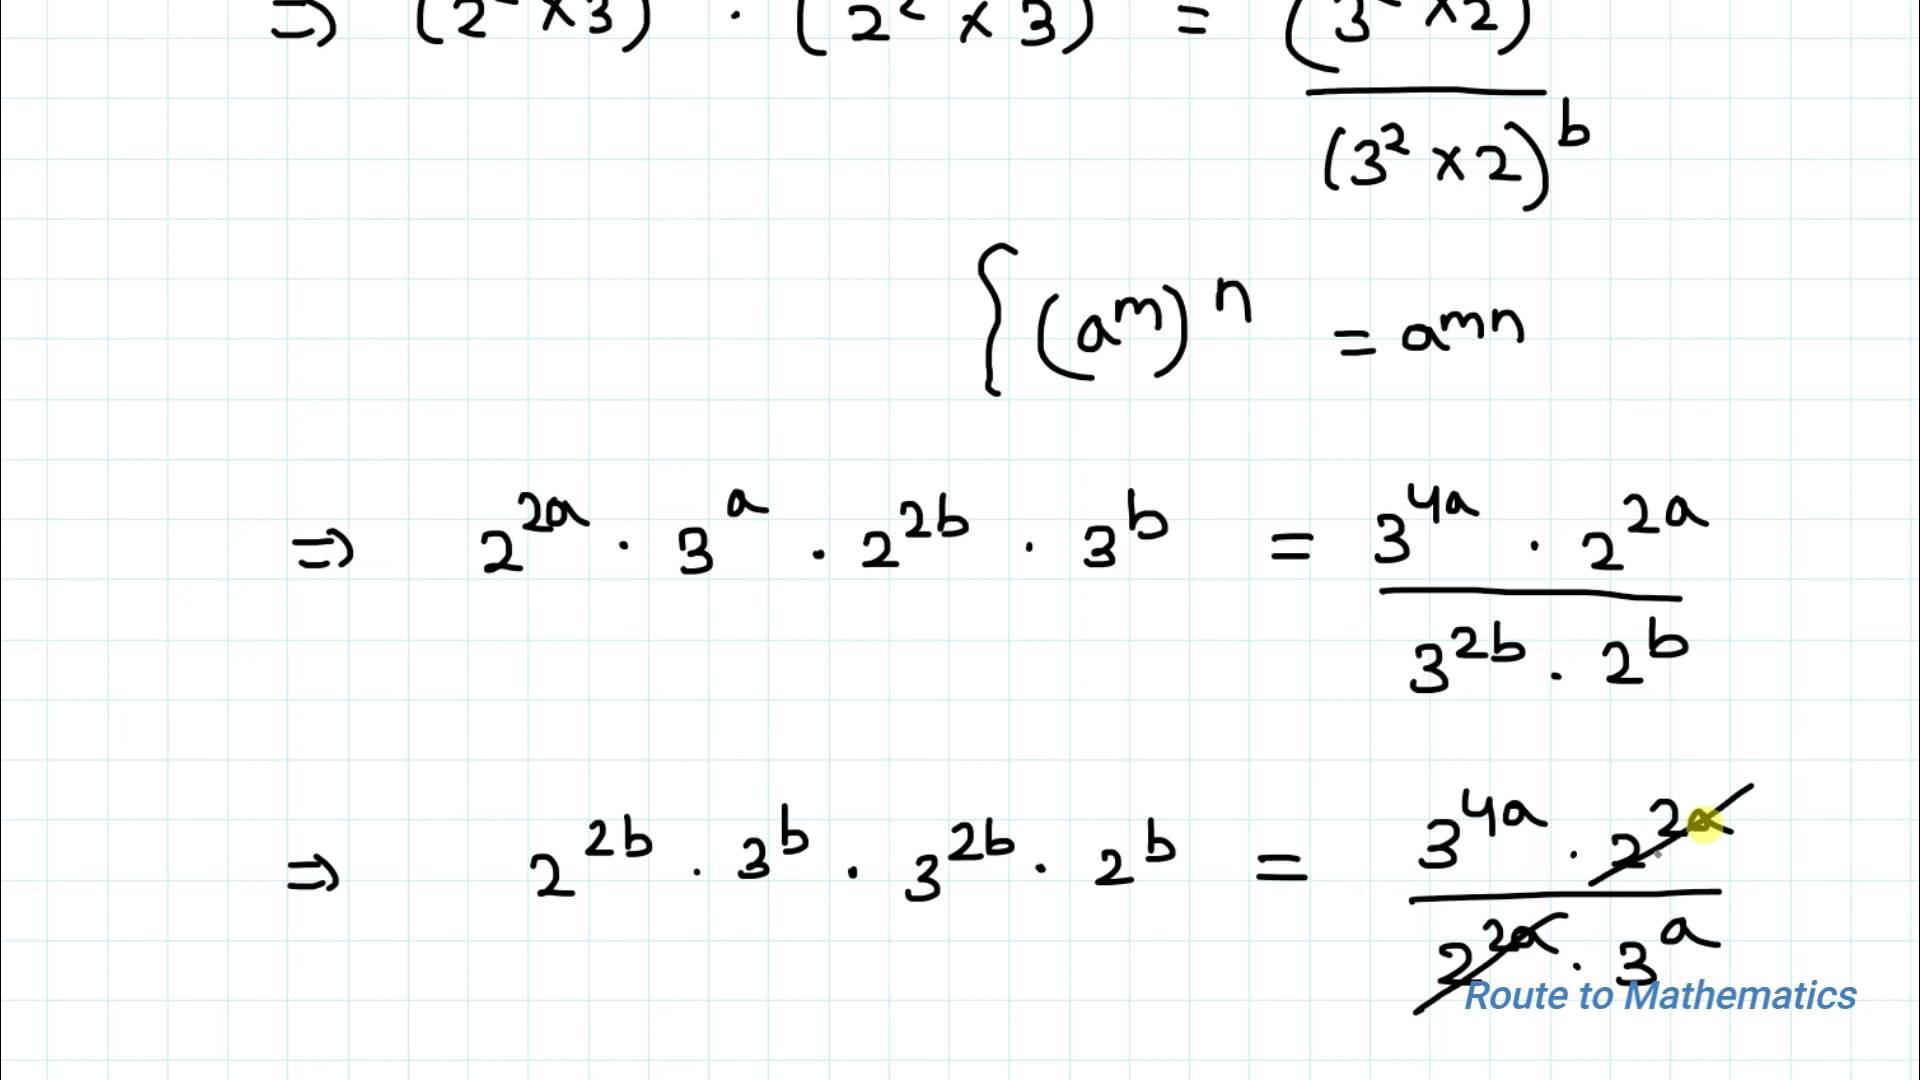 ⇒ (2² × 3) · (2² × 3) = (3² × 2)
(3² × 2)ᵇ
{ (aᵐ)ⁿ = aᵐⁿ
⇒ 2²ᵃ · 3ᵃ · 2²ᵇ · 3ᵇ = 3⁴ᵃ · 2²ᵃ
3²ᵇ · 2ᵇ
⇒ 2²ᵇ · 3ᵇ · 3²ᵇ · 2ᵇ = 3⁴ᵃ · 2²ᵃ
2²ᵃ · 3ᵃ
Route to Mathematics